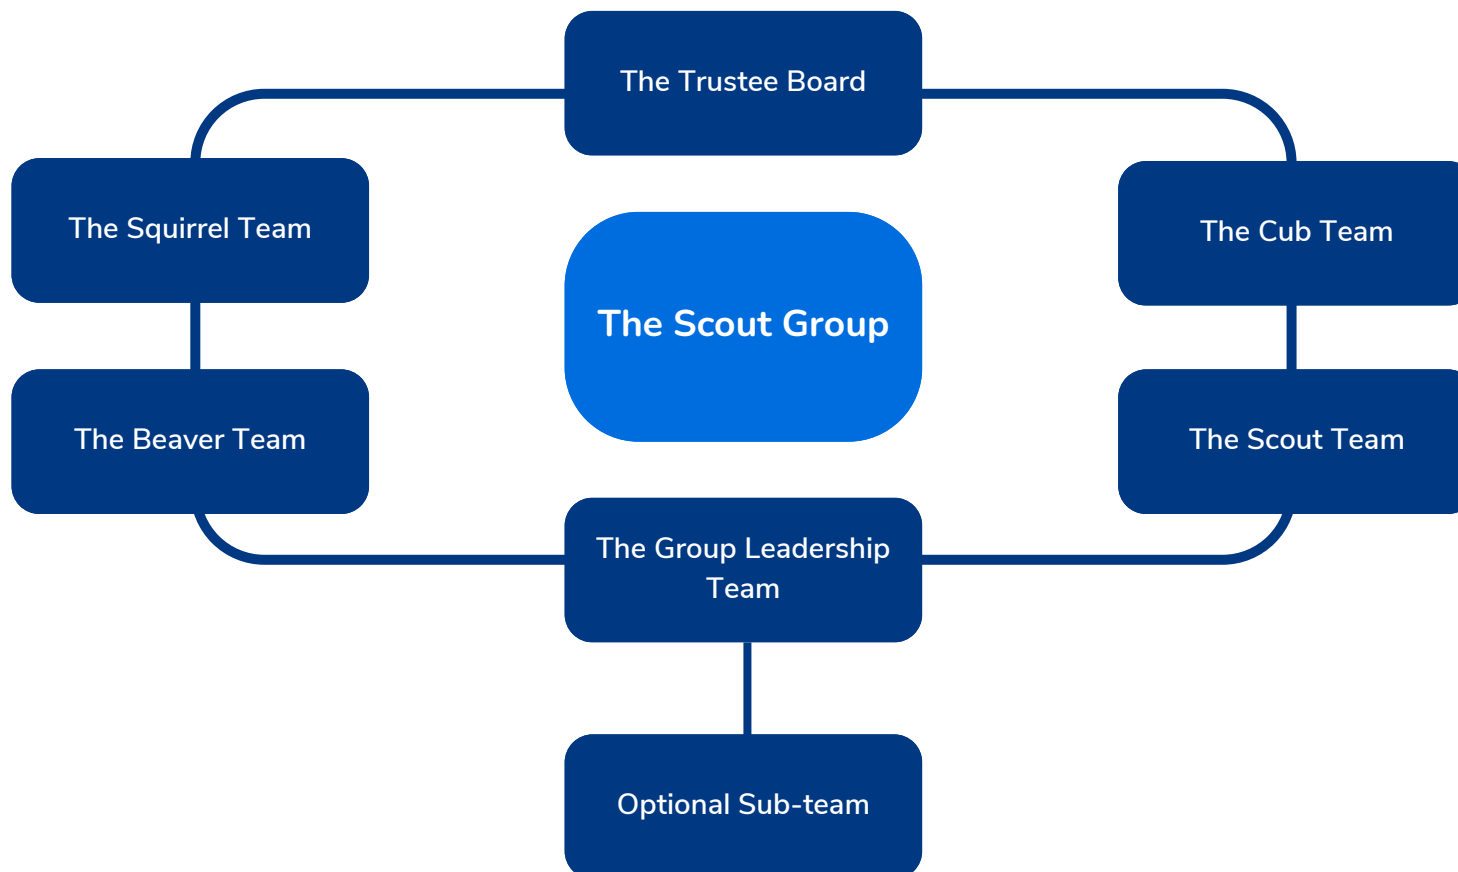 The Trustee Board
The Squirrel Team
The Cub Team
The Scout Group
The Beaver Team
The Scout Team
The Group Leadership
Team
Optional Sub-team